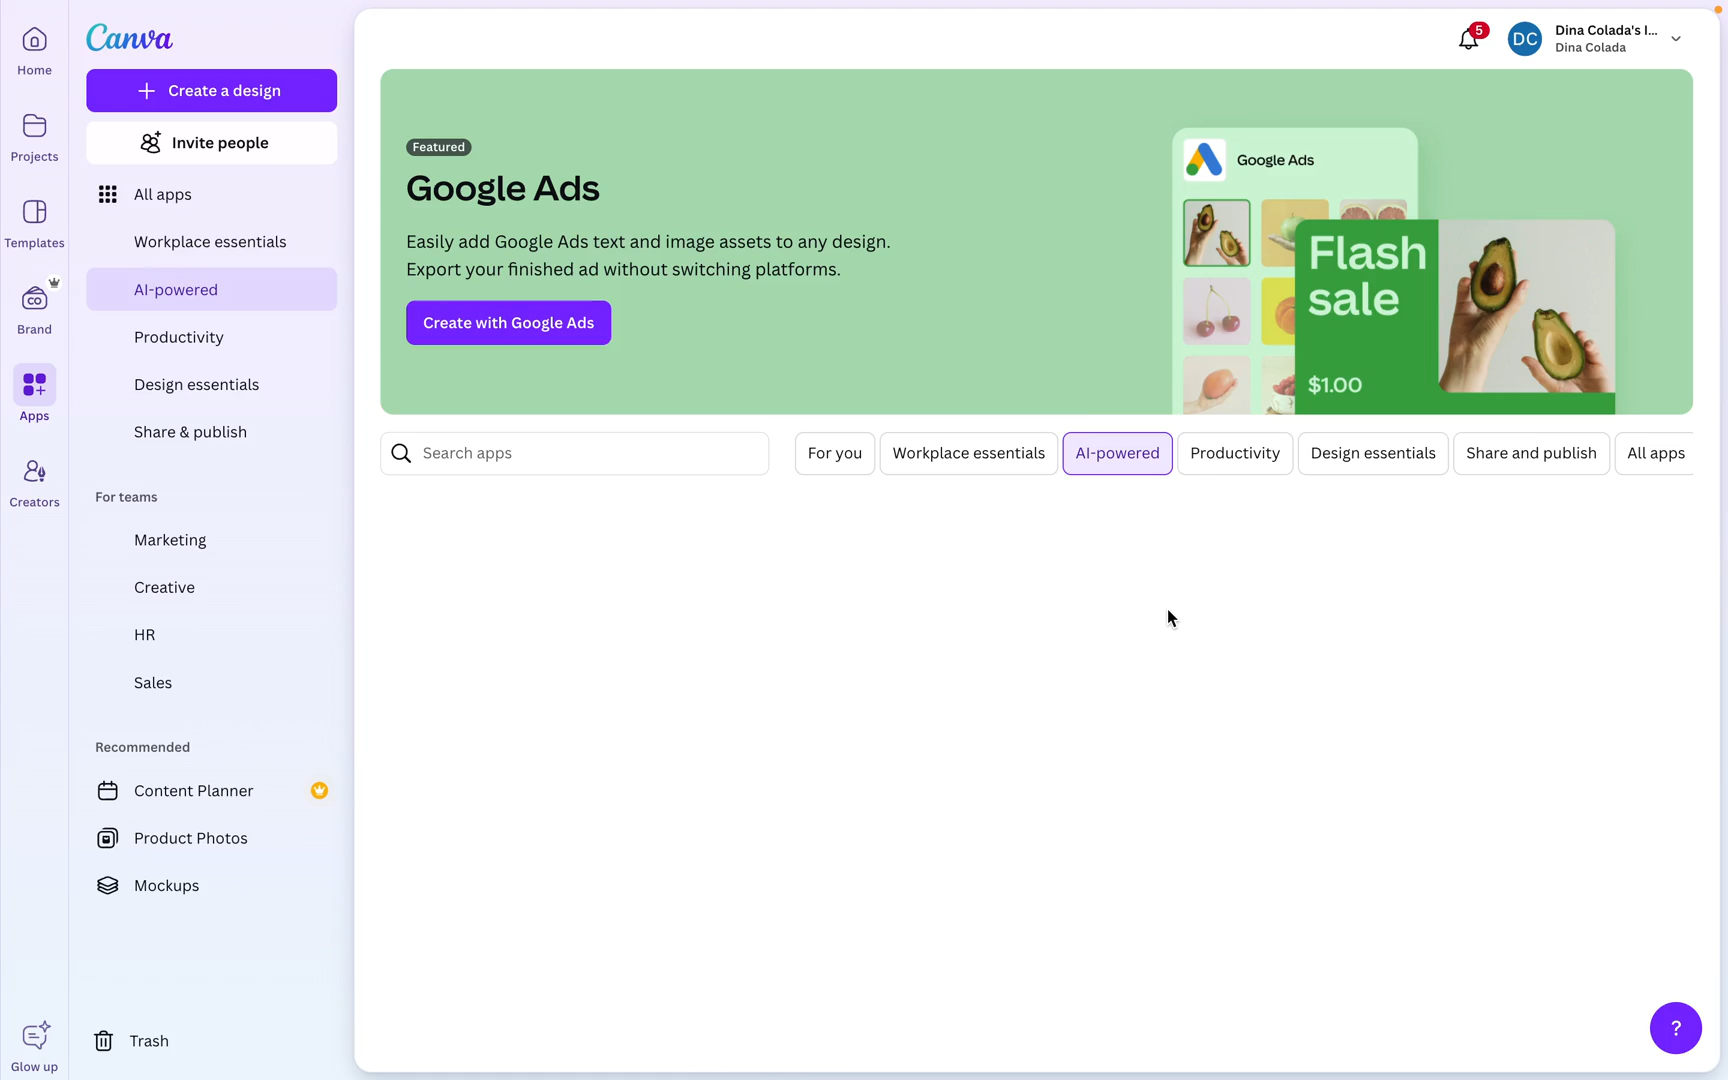 Home
Projects
Templates
Brand
Apps
Creators
Glow up
Canva
Create a design
Invite people
All apps
Workplace essentials
AI-powered
Productivity
Design essentials
Share & publish
For teams
Marketing
Creative
HR
Sales
Recommended
Content Planner
Product Photos
Mockups
Trash
5
DC
Dina Colada's I...
Dina Colada
Featured
Google Ads
Easily add Google Ads text and image assets to any design.
Export your finished ad without switching platforms.
Create with Google Ads
Google Ads
Flash
sale
$1.00
Search apps
For you
Workplace essentials
AI-powered
Productivity
Design essentials
Share and publish
All apps
?